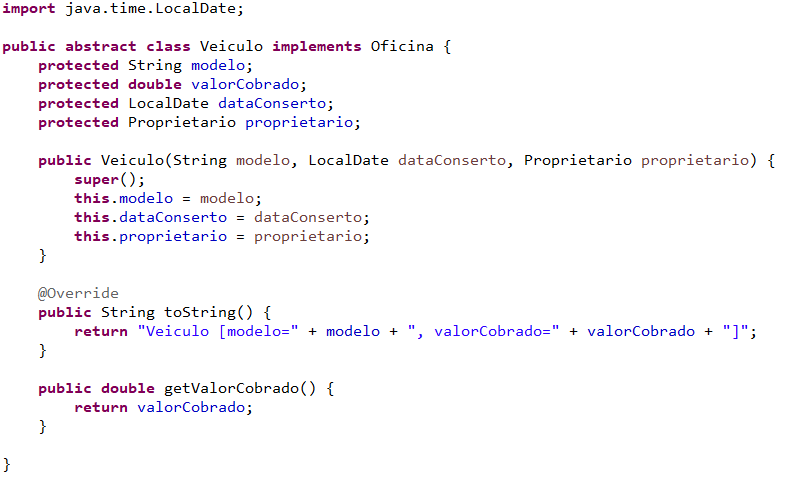 import java.time.LocalDate;
public abstract class Veiculo implements Oficina {
protected String modelo;
protected double valorCobrado;
protected LocalDate dataConserto;
protected Proprietario proprietario;
public Veiculo(String modelo, LocalDate dataConserto, Proprietario proprietario) {
super();
this.modelo = modelo;
this.dataConserto = dataConserto;
this.proprietario = proprietario;
}
@Override
public String toString() {
return "Veiculo [modelo=" + modelo + ", valorCobrado=" + valorCobrado + "]";
}
public double getValorCobrado() {
return valorCobrado;
}
}